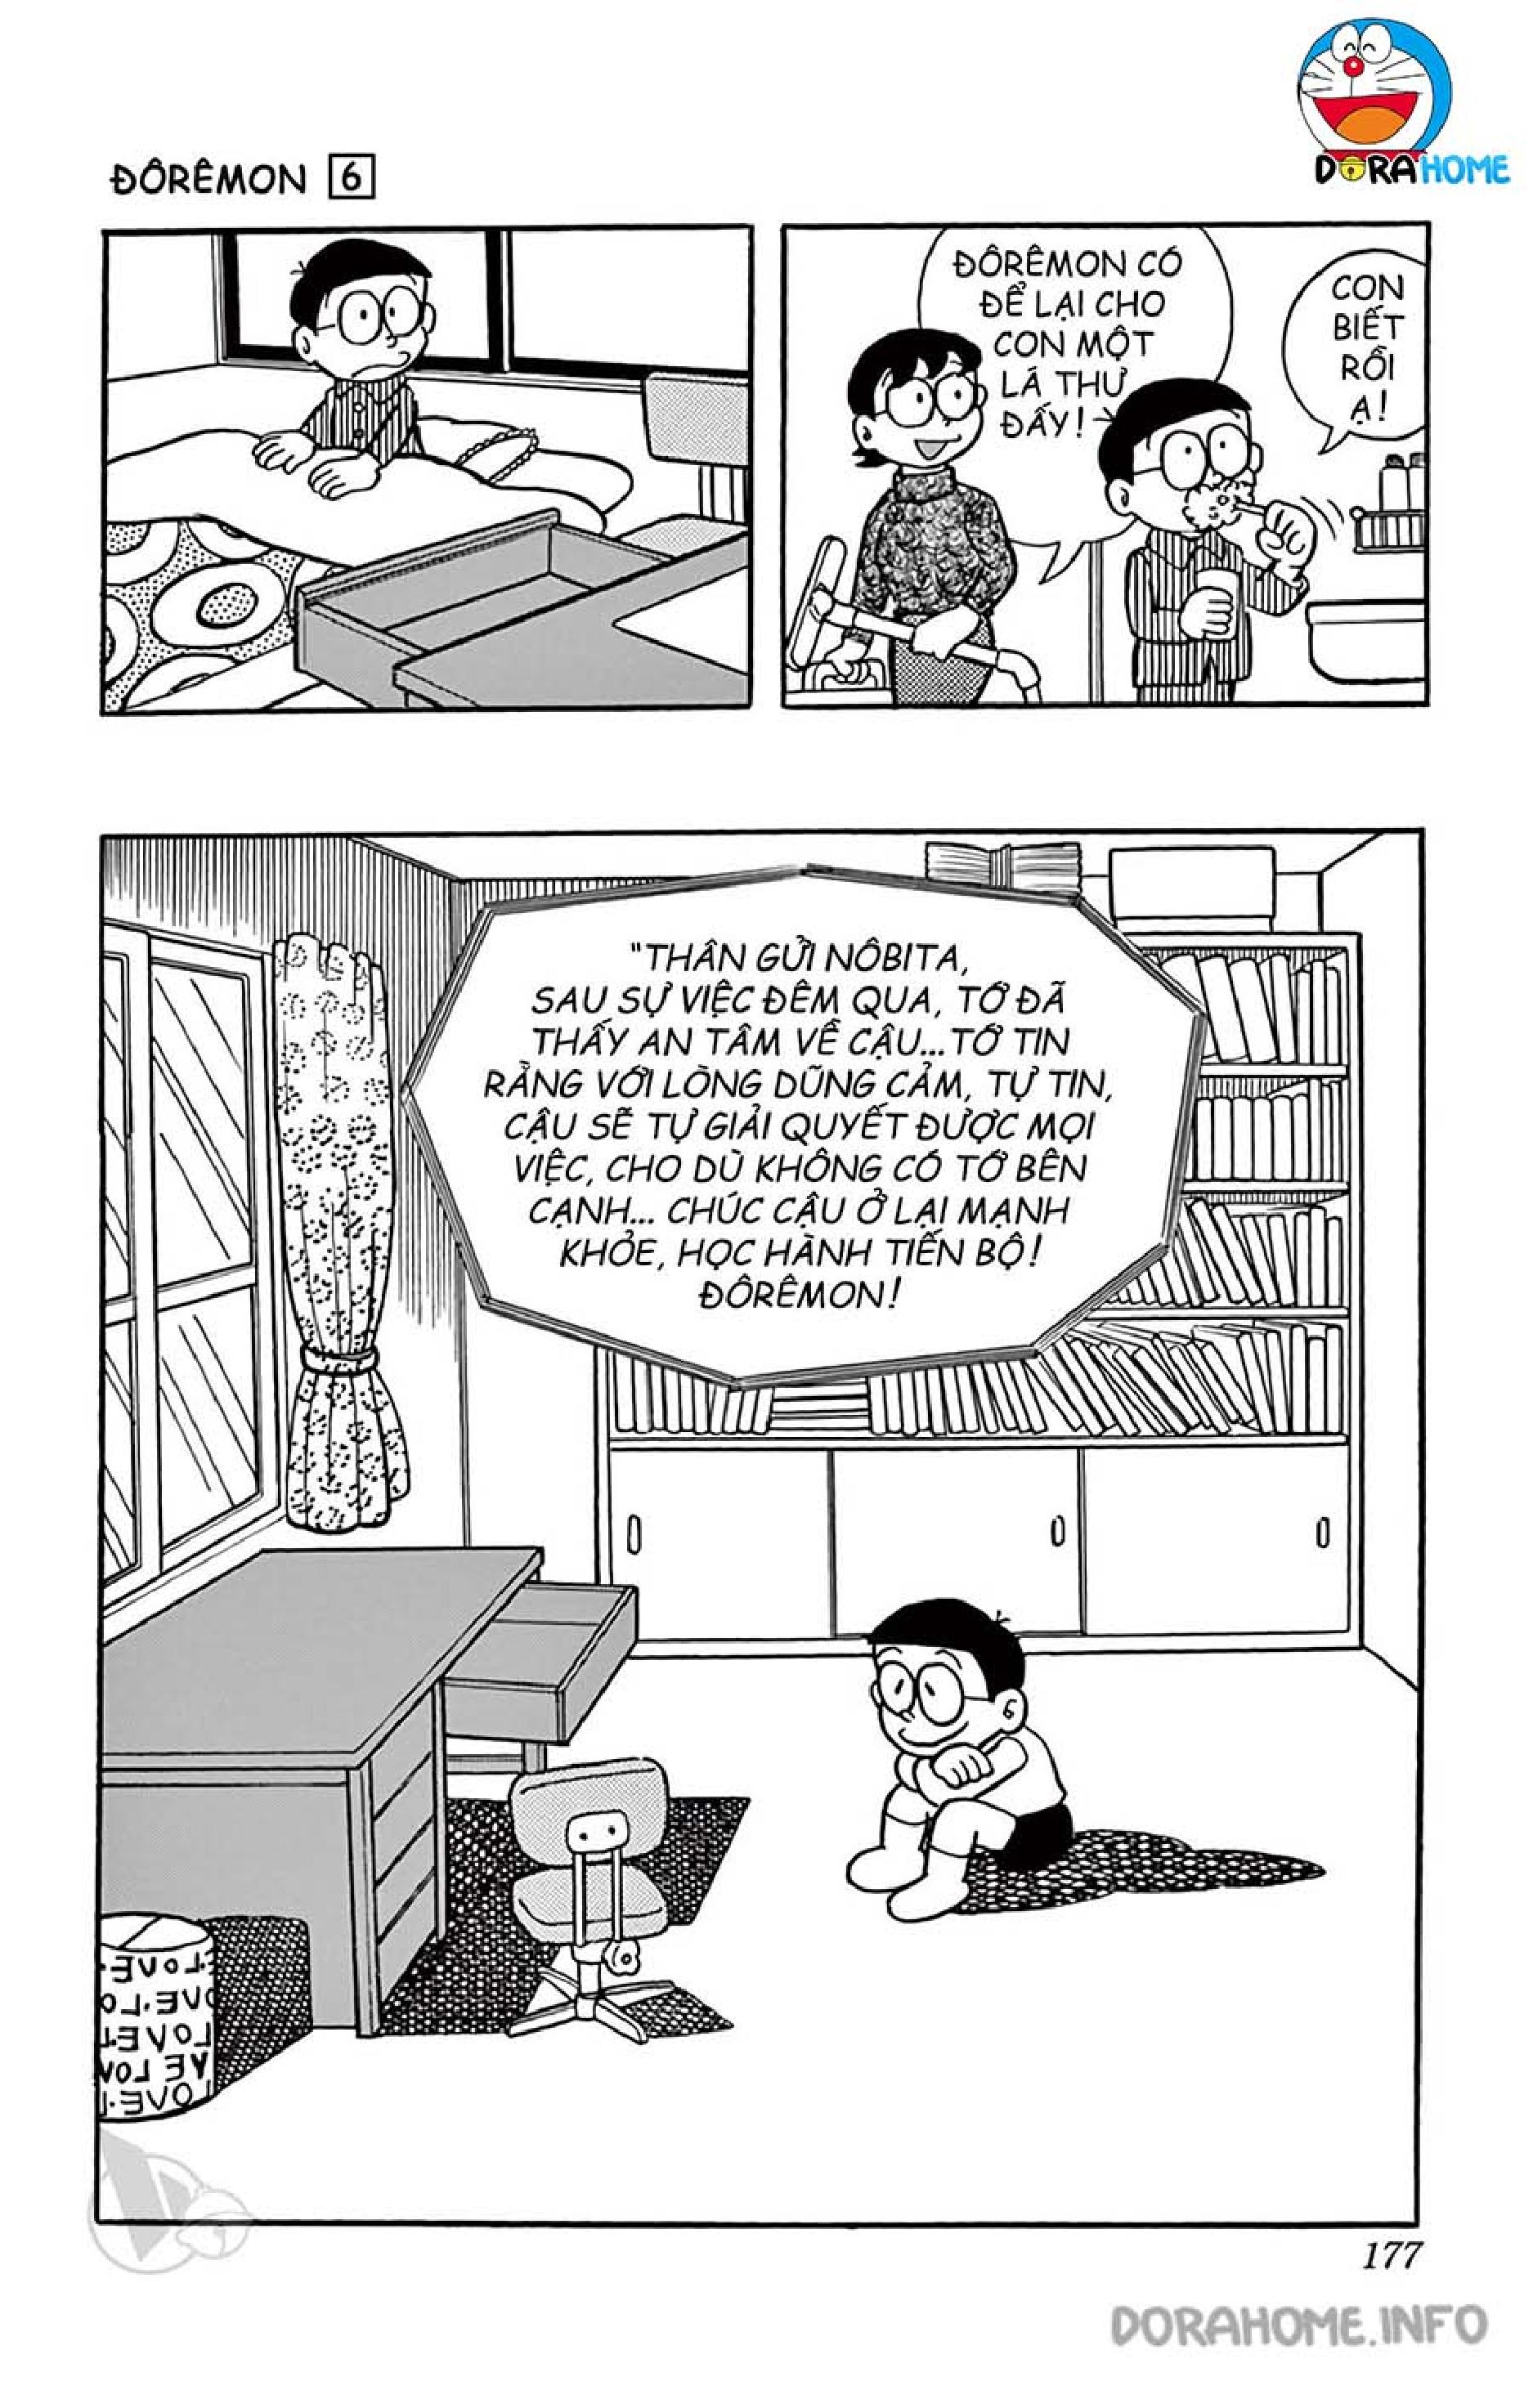 DORAHOME
ĐÔRÊMON 6
ĐÔRÊMON CÓ
ĐỂ LẠI CHO
CON MỘT
LÁ THƯ
ĐẤY!
CON
BIẾT
RỒI
Ạ!
"THÂN GỬI NÔBITA,
SAU SỰ VIỆC ĐÊM QUA, TỚ ĐÃ
THẤY AN TÂM VỀ CẬU...TỚ TIN
RẰNG VỚI LÒNG DŨNG CẢM, TỰ TIN,
CẬU SẼ TỰ GIẢI QUYẾT ĐƯỢC MỌI
VIỆC, CHO DÙ KHÔNG CÓ TỚ BÊN
CẠNH... CHÚC CẬU Ở LẠI MẠNH
KHỎE, HỌC HÀNH TIẾN BỘ!
ĐÔRÊMON!
177
DORAHOME.INFO